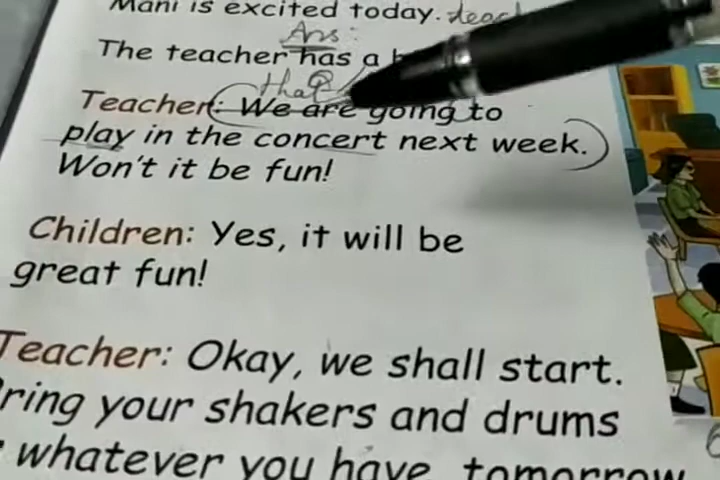 Mani is excited today.
Ans:
The teacher has a
that
Teacher: We are going to
play in the concert next week.
Won't it be fun!
Children: Yes, it will be
great fun!
Teacher: Okay, we shall start.
Bring your shakers and drums
whatever you have tomorrow